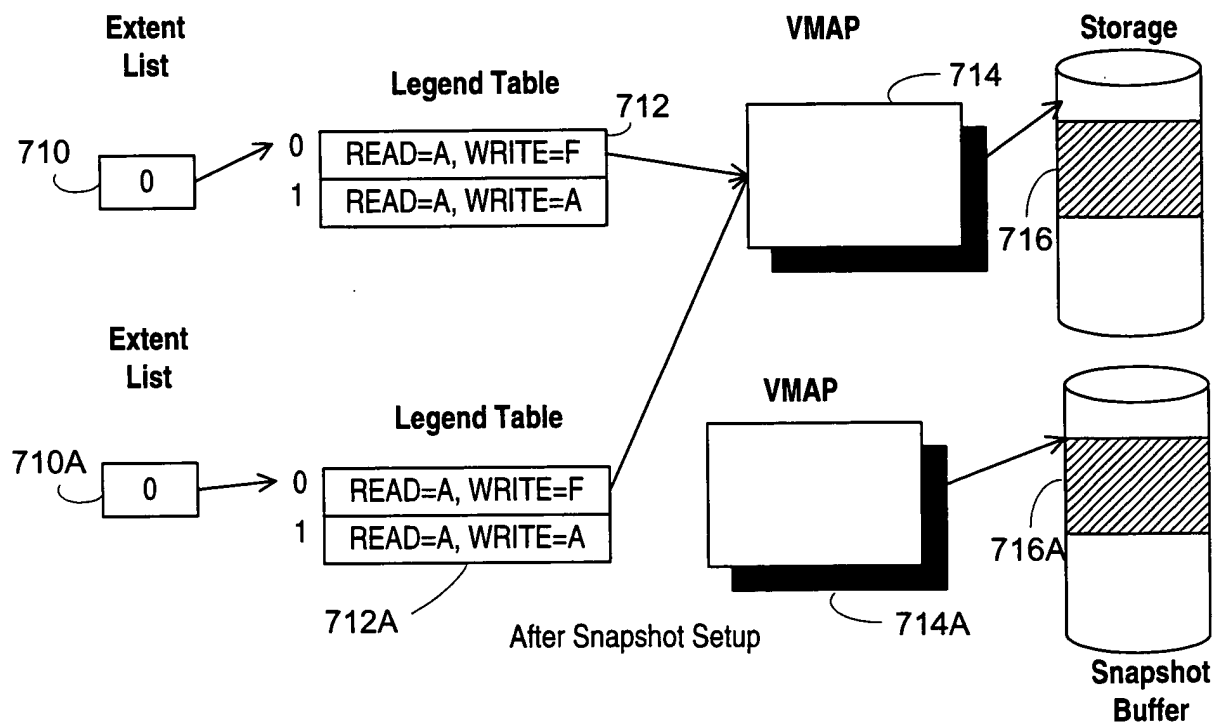 Extent
List
VMAP
Storage
Legend Table
712
714
710
0
0
READ=A, WRITE=F
1
READ=A, WRITE=A
716
Extent
List
Legend Table
VMAP
710A
0
0
READ=A, WRITE=F
1
READ=A, WRITE=A
716A
712A
After Snapshot Setup
714A
Snapshot
Buffer